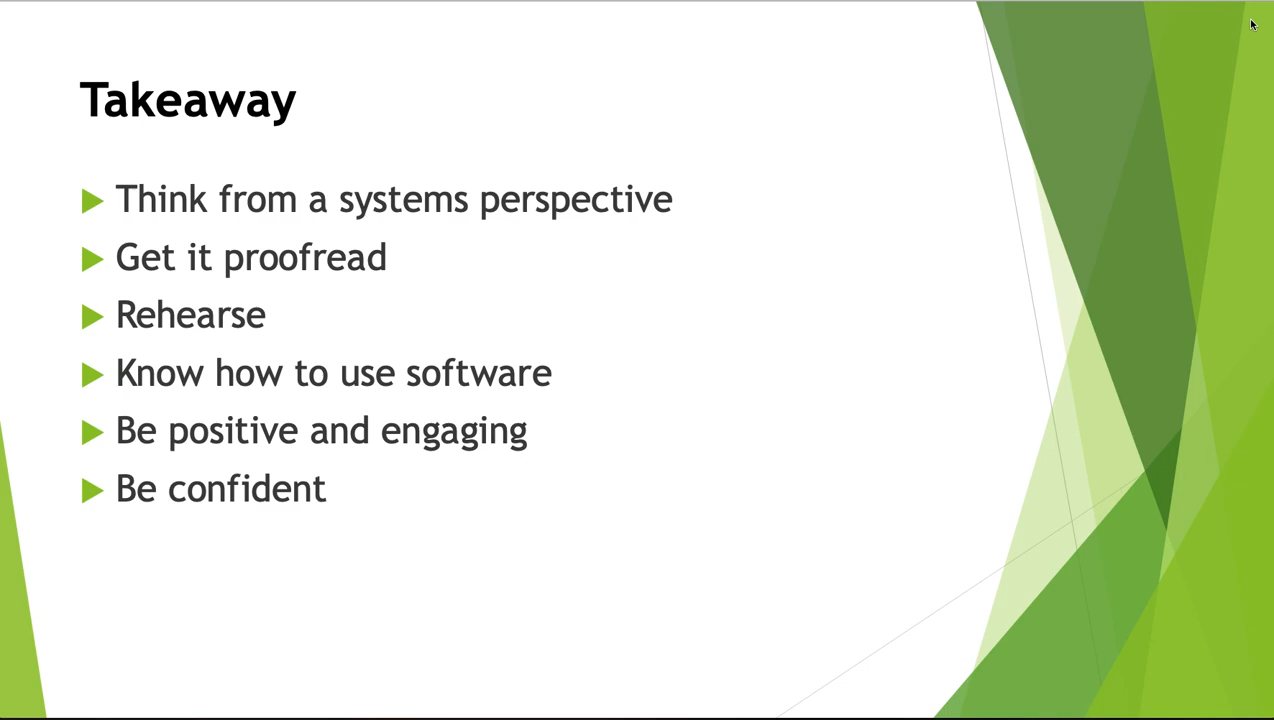 Takeaway
Think from a systems perspective
Get it proofread
Rehearse
Know how to use software
Be positive and engaging
Be confident